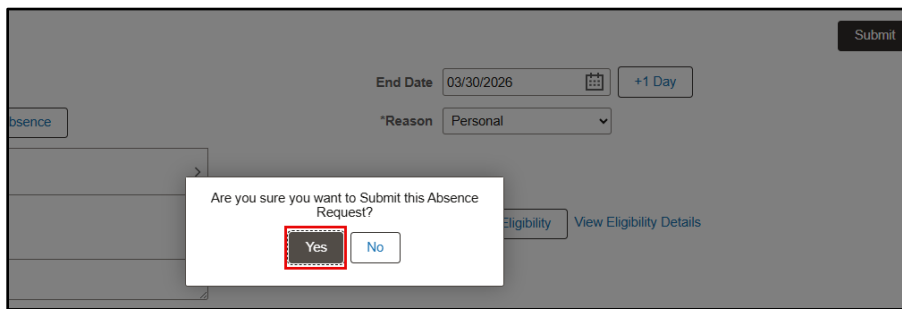 Submit
End Date 03/30/2026 +1 Day
bsence *Reason Personal
Are you sure you want to Submit this Absence
Request?
Eligibility View Eligibility Details
Yes No